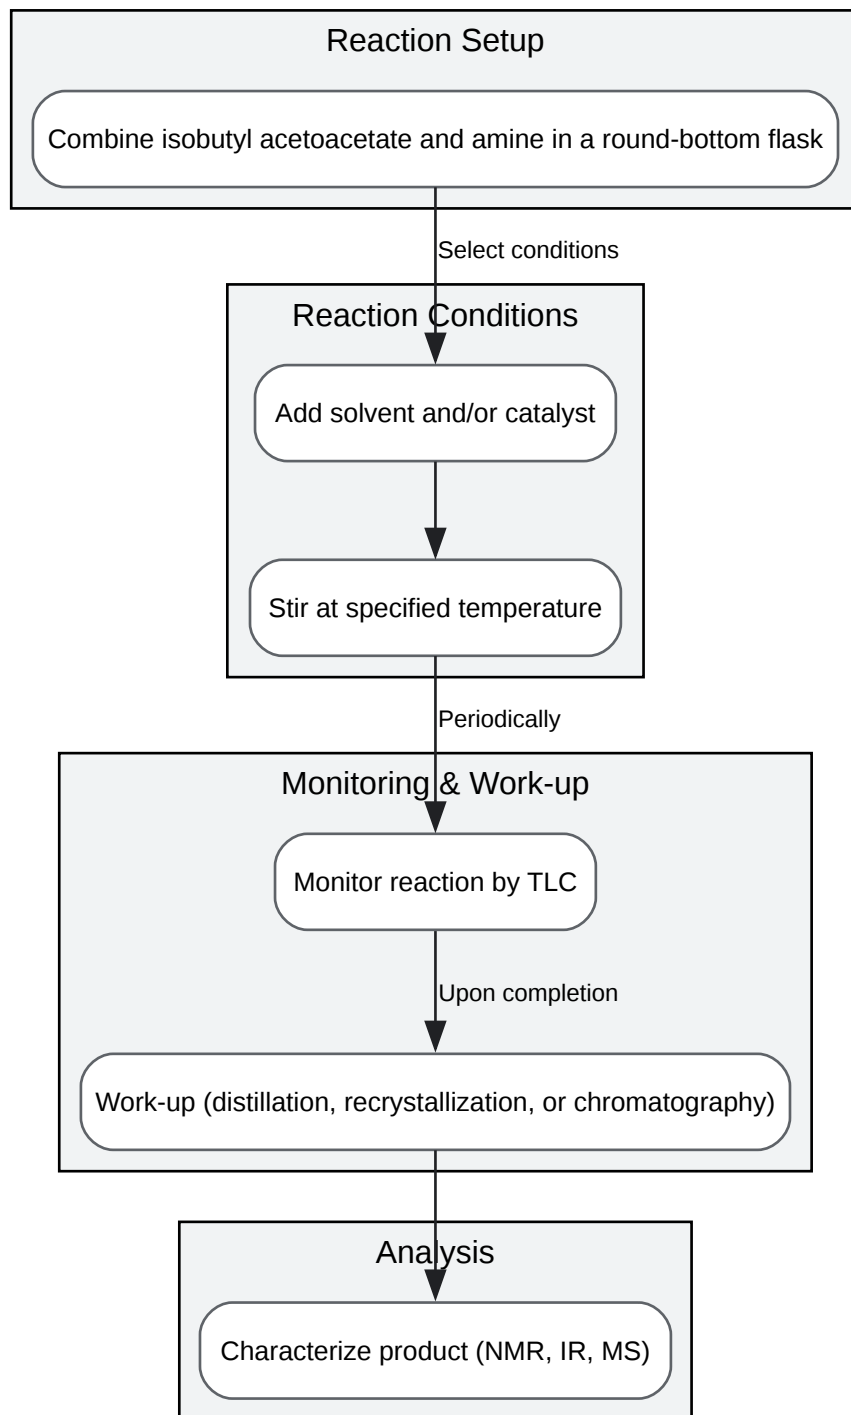 Reaction Setup
Combine isobutyl acetoacetate and amine in a round-bottom flask
Select conditions
Reaction Conditions
Add solvent and/or catalyst
Stir at specified temperature
Periodically
Monitoring & Work-up
Monitor reaction by TLC
Upon completion
Work-up (distillation, recrystallization, or chromatography)
Analysis
Characterize product (NMR, IR, MS)